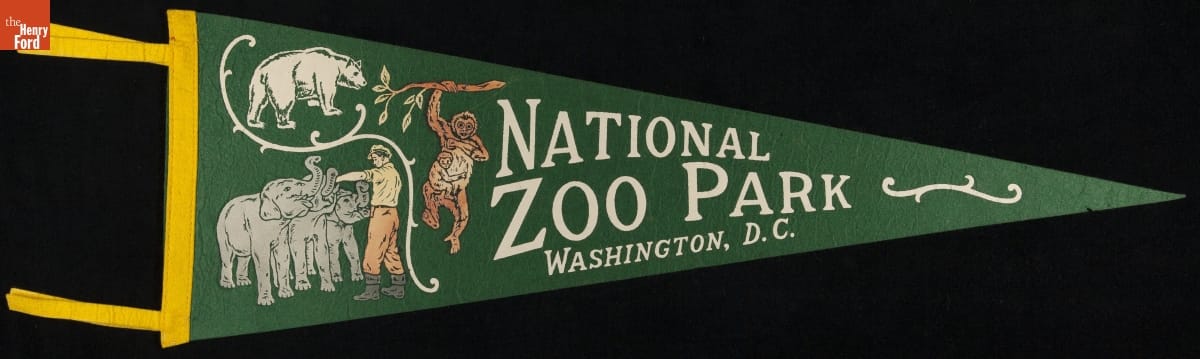 the
Henry
Ford
NATIONAL
ZOO PARK
WASHINGTON, D.C.